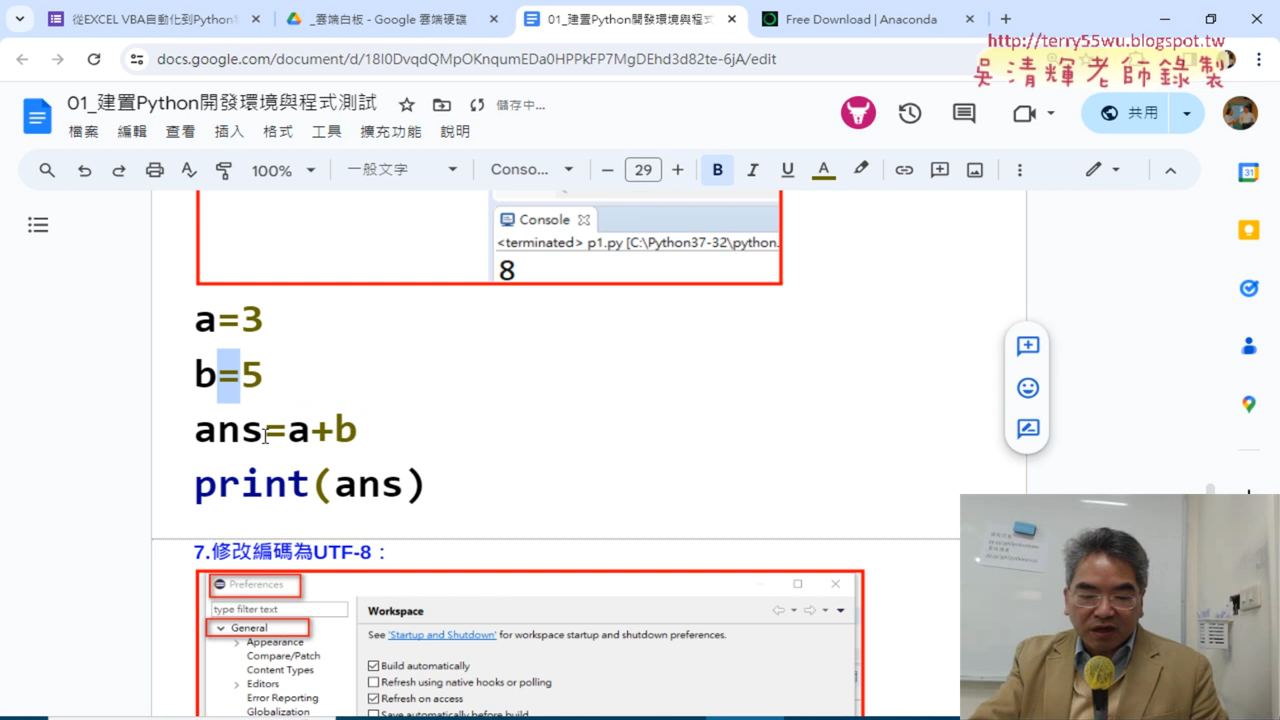 從EXCEL VBA自動化到Python
_雲端白板 - Google 雲端硬碟
01_建置Python開發環境與程式
Free Download | Anaconda
docs.google.com/document/d/18I0DvqdQMpOKnqumEDa0HPPkFP7MgDEhd3d82te-6jA/edit
http://terry55wu.blogspot.tw
吳清輝老師錄製
01_建置Python開發環境與程式測試
儲存中...
共用
檔案 編輯 查看 插入 格式 工具 擴充功能 說明
100% 一般文字 Conso... 29 B I U A
31
Console
<terminated> p1.py [C:\Python37-32\python.
8
a=3
b=5
ans=a+b
print(ans)
7.修改編碼為UTF-8：
Preferences
type filter text
Workspace
General
See 'Startup and Shutdown' for workspace startup and shutdown preferences.
Appearance
Compare/Patch
Content Types
Editors
Error Reporting
Globalization
Build automatically
Refresh using native hooks or polling
Refresh on access
Save automatically before build